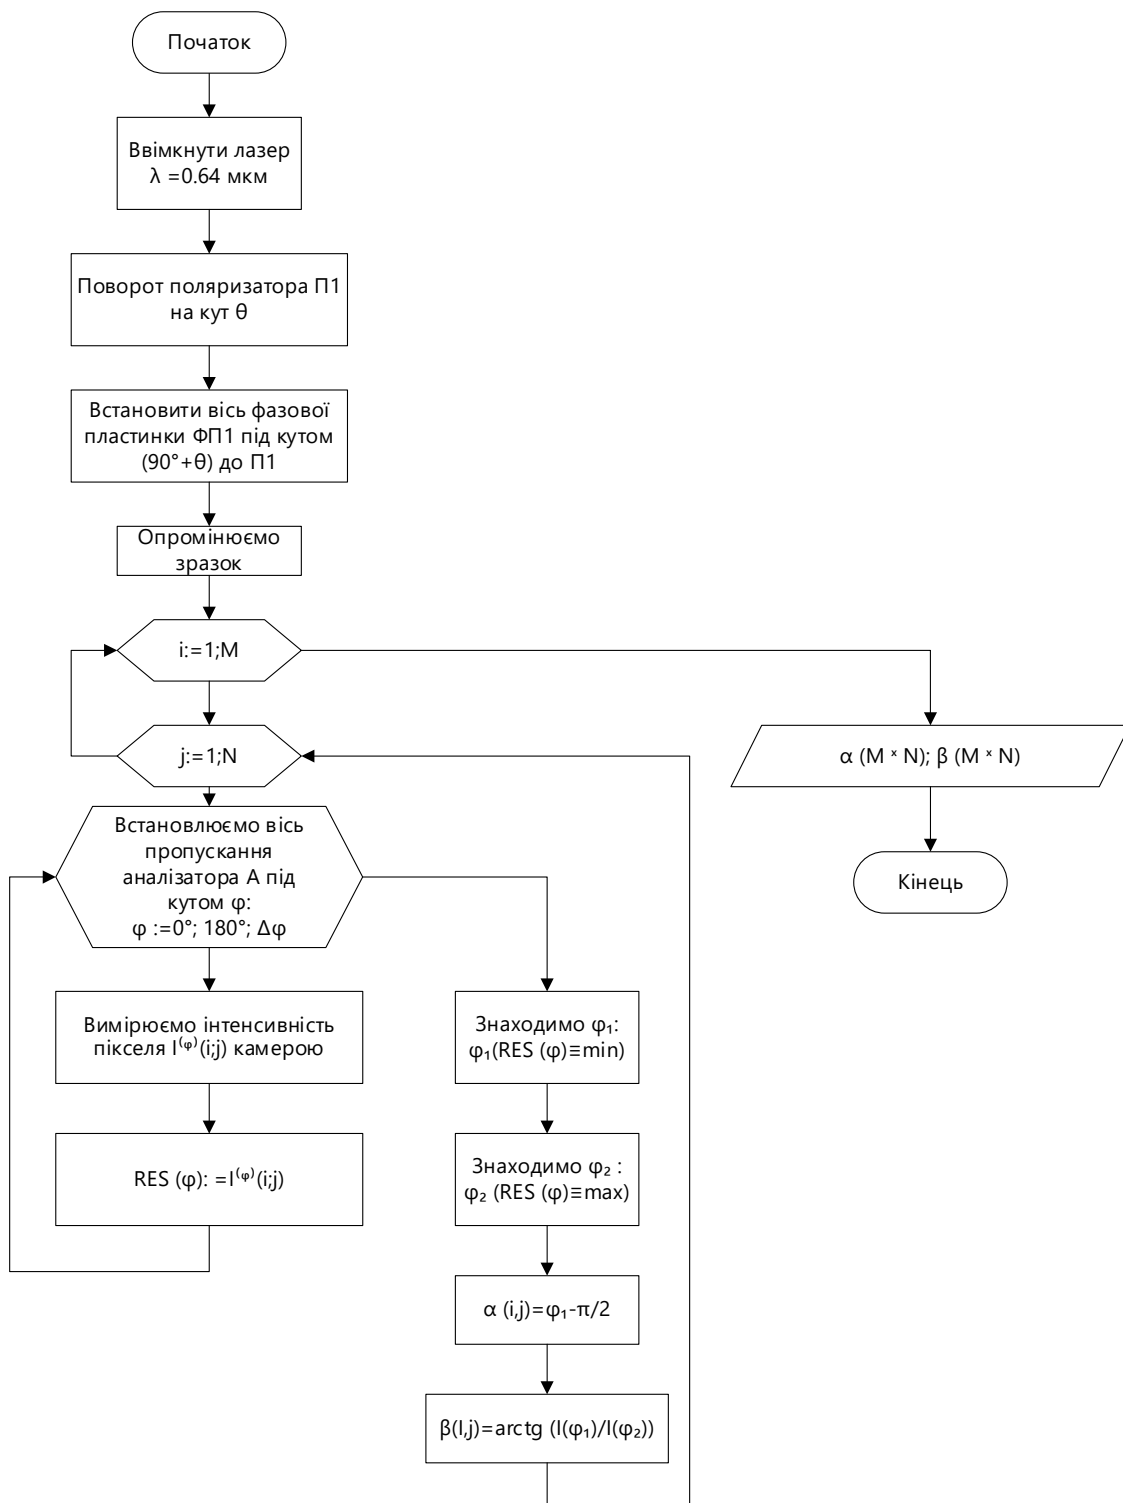 Початок
Ввімкнути лазер
λ =0.64 мкм
Поворот поляризатора П1
на кут θ
Встановити вісь фазової
пластинки ФП1 під кутом
(90°+θ) до П1
Опромінюємо
зразок
i:=1;M
j:=1;N
Встановлюємо вісь
пропускання
аналізатора А під
кутом φ:
φ :=0°; 180°; Δφ
Вимірюємо інтенсивність
пікселя I⁽ᵠ⁾(i;j) камерою
RES (φ): =I⁽ᵠ⁾(i;j)
Знаходимо φ₁:
φ₁(RES (φ)≡min)
Знаходимо φ₂ :
φ₂ (RES (φ)≡max)
α (i,j)=φ₁-π/2
β(I,j)=arctg (I(φ₁)/I(φ₂))
α (M ˣ N); β (M ˣ N)
Кінець